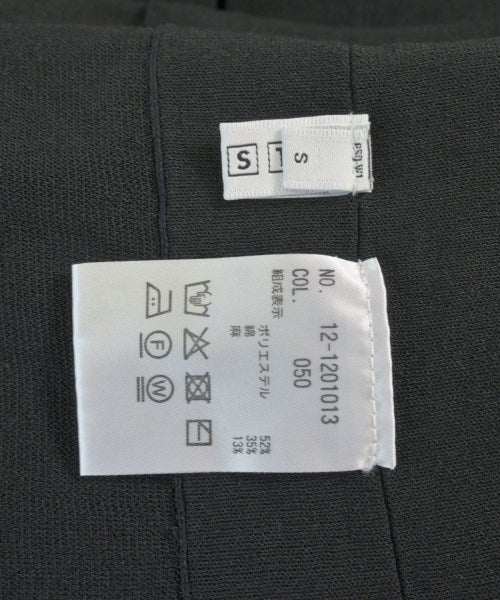 S
S
NO. 12-1201013
COL. 050
組成表示
ポリエステル 52%
綿 35%
麻 13%
F
W